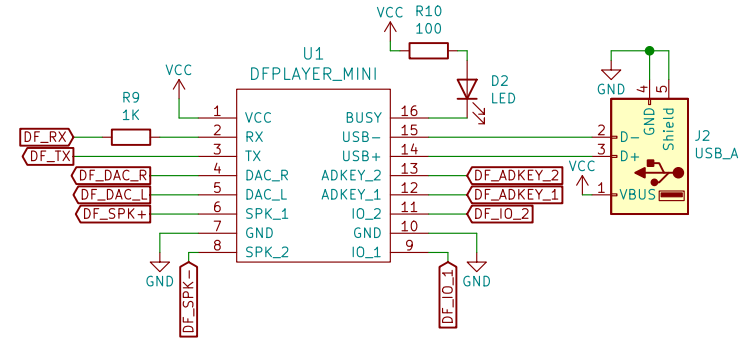 VCC
R10
100
U1
DFPLAYER_MINI
D2
LED
VCC
R9
1K
GND
4
5
GND
Shield
J2
USB_A
1
VCC
BUSY
16
DF_RX
2
RX
USB-
15
2
D-
DF_TX
3
TX
USB+
14
3
D+
DF_DAC_R
4
DAC_R
ADKEY_2
13
DF_ADKEY_2
VCC
DF_DAC_L
5
DAC_L
ADKEY_1
12
DF_ADKEY_1
1
VBUS
DF_SPK+
6
SPK_1
IO_2
11
DF_IO_2
7
GND
GND
10
8
SPK_2
IO_1
9
GND
GND
DF_SPK-
DF_IO_1